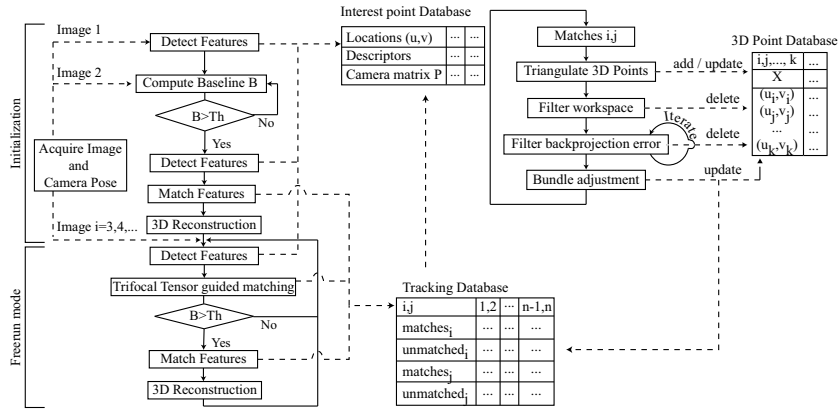 Image 1
Detect Features
Image 2
Compute Baseline B
B>Th
No
Yes
Initialization
Acquire Image
and
Camera Pose
Detect Features
Match Features
3D Reconstruction
Image i=3,4,...
Freerun mode
Detect Features
Trifocal Tensor guided matching
B>Th
No
Yes
Match Features
3D Reconstruction
Interest point Database
Locations (u,v) ... ...
Descriptors ... ...
Camera matrix P ... ...
Tracking Database
i,j 1,2 ... n-1,n
matches_i ... ... ...
unmatched_i ... ... ...
matches_j ... ... ...
unmatched_j ... ... ...
Matches i,j
Triangulate 3D Points
Filter workspace
Iterate
Filter backprojection error
Bundle adjustment
add / update
delete
delete
update
3D Point Database
i,j,..., k ...
X ...
(u_i,v_i) ...
(u_j,v_j) ...
... ...
(u_k,v_k) ...